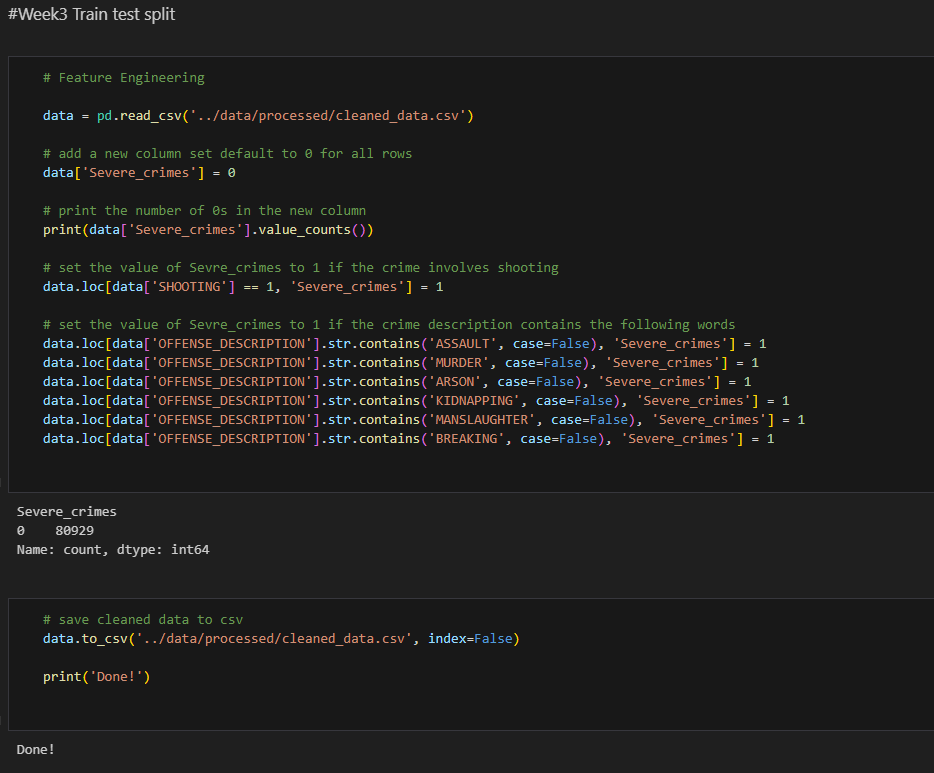 #Week3 Train test split
# Feature Engineering
data = pd.read_csv('../data/processed/cleaned_data.csv')
# add a new column set default to 0 for all rows
data['Severe_crimes'] = 0
# print the number of 0s in the new column
print(data['Severe_crimes'].value_counts())
# set the value of Sevre_crimes to 1 if the crime involves shooting
data.loc[data['SHOOTING'] == 1, 'Severe_crimes'] = 1
# set the value of Sevre_crimes to 1 if the crime description contains the following words
data.loc[data['OFFENSE_DESCRIPTION'].str.contains('ASSAULT', case=False), 'Severe_crimes'] = 1
data.loc[data['OFFENSE_DESCRIPTION'].str.contains('MURDER', case=False), 'Severe_crimes'] = 1
data.loc[data['OFFENSE_DESCRIPTION'].str.contains('ARSON', case=False), 'Severe_crimes'] = 1
data.loc[data['OFFENSE_DESCRIPTION'].str.contains('KIDNAPPING', case=False), 'Severe_crimes'] = 1
data.loc[data['OFFENSE_DESCRIPTION'].str.contains('MANSLAUGHTER', case=False), 'Severe_crimes'] = 1
data.loc[data['OFFENSE_DESCRIPTION'].str.contains('BREAKING', case=False), 'Severe_crimes'] = 1
Severe_crimes
0    80929
Name: count, dtype: int64
# save cleaned data to csv
data.to_csv('../data/processed/cleaned_data.csv', index=False)
print('Done!')
Done!